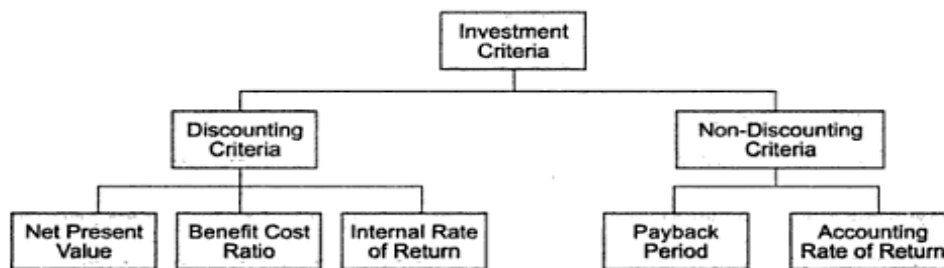 Investment
Criteria
Discounting
Criteria
Non-Discounting
Criteria
Net Present
Value
Benefit Cost
Ratio
Internal Rate
of Return
Payback
Period
Accounting
Rate of Return